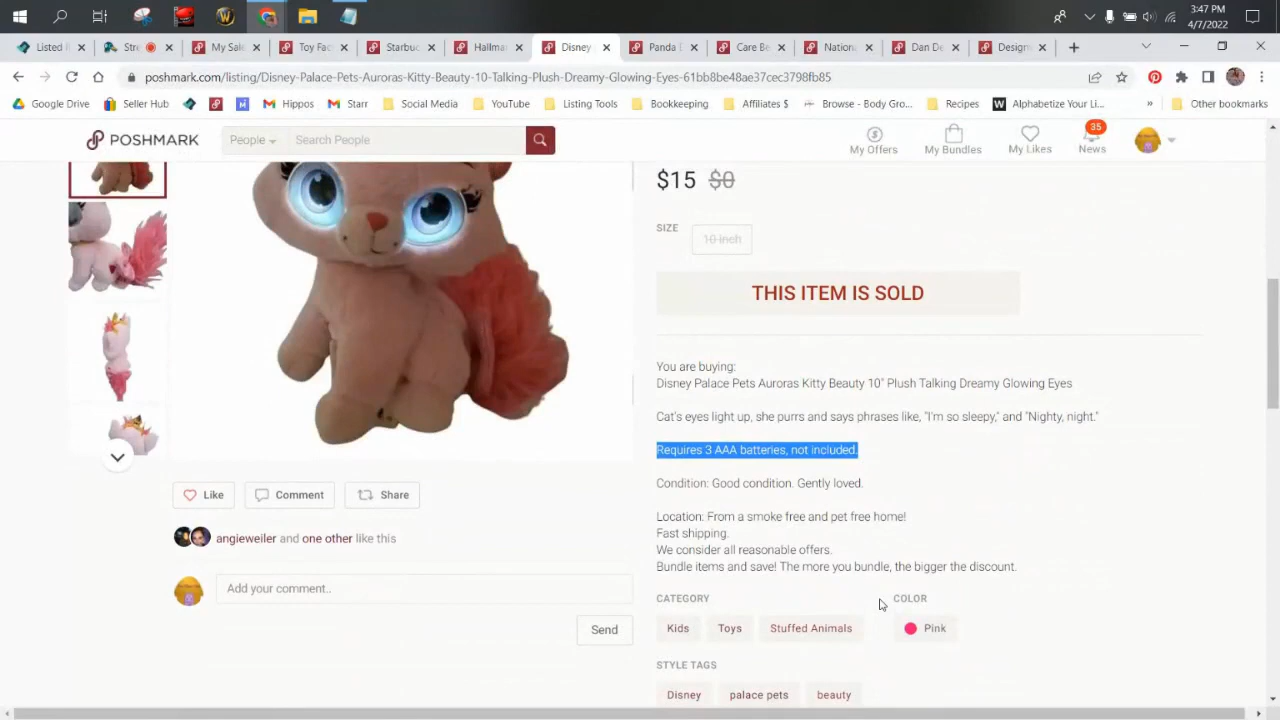 3:47 PM
4/7/2022
Listed
Stre
My Sale
Toy Fac
Starbuc
Hallma
Disney
Panda
Care Be
Nation
Dan De
Design
poshmark.com/listing/Disney-Palace-Pets-Auroras-Kitty-Beauty-10-Talking-Plush-Dreamy-Glowing-Eyes-61bb8be48ae37cec3798fb85
Google Drive
Seller Hub
Hippos
Starr
Social Media
YouTube
Listing Tools
Bookkeeping
Affiliates $
Browse - Body Gro...
Recipes
Alphabetize Your Li...
»
Other bookmarks
POSHMARK
People
Search People
My Offers
My Bundles
My Likes
35
News
$15 $0
SIZE
10 inch
THIS ITEM IS SOLD
You are buying:
Disney Palace Pets Auroras Kitty Beauty 10" Plush Talking Dreamy Glowing Eyes
Cat's eyes light up, she purrs and says phrases like, "I'm so sleepy," and "Nighty, night."
Requires 3 AAA batteries, not included.
Condition: Good condition. Gently loved.
Location: From a smoke free and pet free home!
Fast shipping.
We consider all reasonable offers.
Bundle items and save! The more you bundle, the bigger the discount.
Like
Comment
Share
angieweiler and one other like this
Add your comment..
Send
CATEGORY
COLOR
Kids
Toys
Stuffed Animals
Pink
STYLE TAGS
Disney
palace pets
beauty